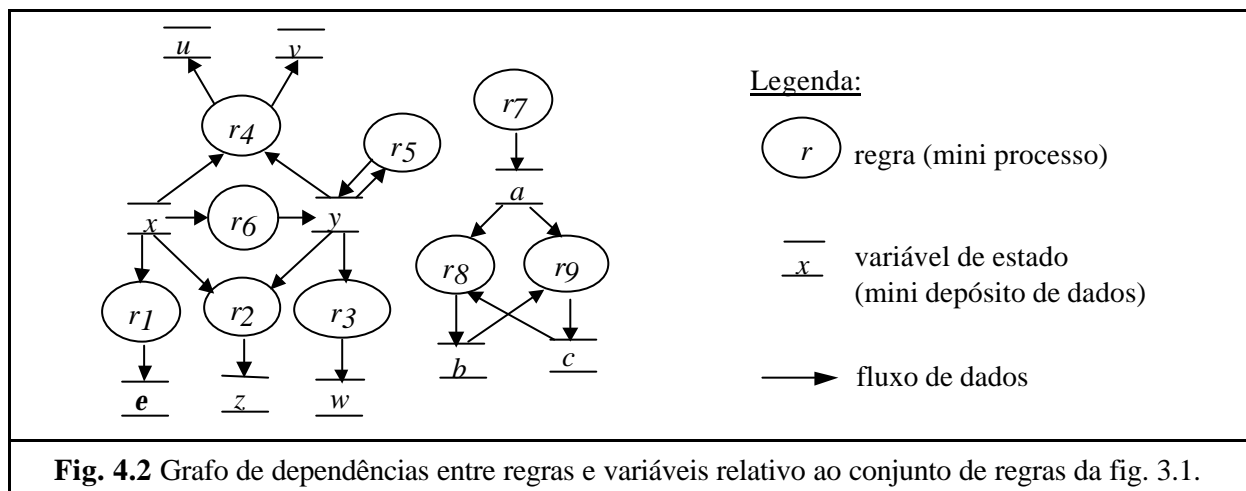 u
v
r4
r5
x
r6
y
r1
r2
r3
e
z
w
r7
a
r8
r9
b
c
Legenda:
r
regra (mini processo)
x
variável de estado
(mini depósito de dados)
fluxo de dados
Fig. 4.2 Grafo de dependências entre regras e variáveis relativo ao conjunto de regras da fig. 3.1.